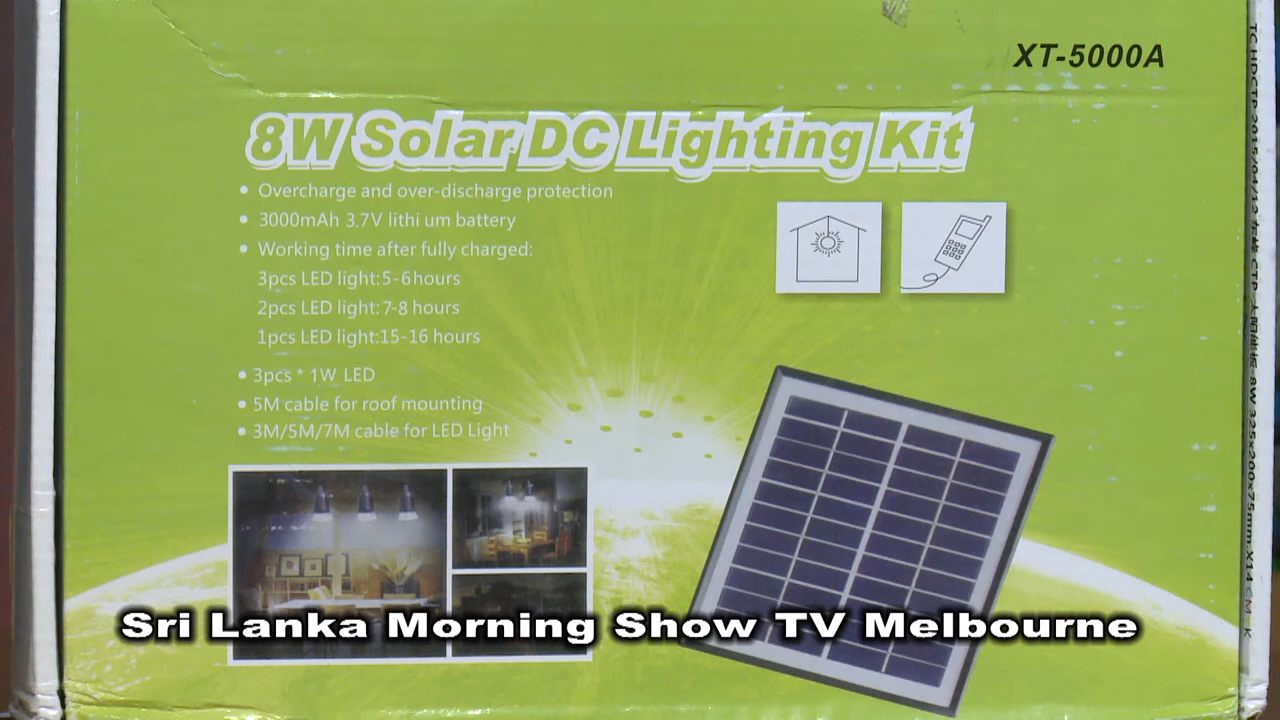 XT-5000A
8W Solar DC Lighting Kit
• Overcharge and over-discharge protection
• 3000mAh 3.7V lithi um battery
• Working time after fully charged:
3pcs LED light:5-6hours
2pcs LED light:7-8 hours
1pcs LED light:15-16 hours
• 3pcs * 1W LED
• 5M cable for roof mounting
• 3M/5M/7M cable for LED Light
Sri Lanka Morning Show TV Melbourne